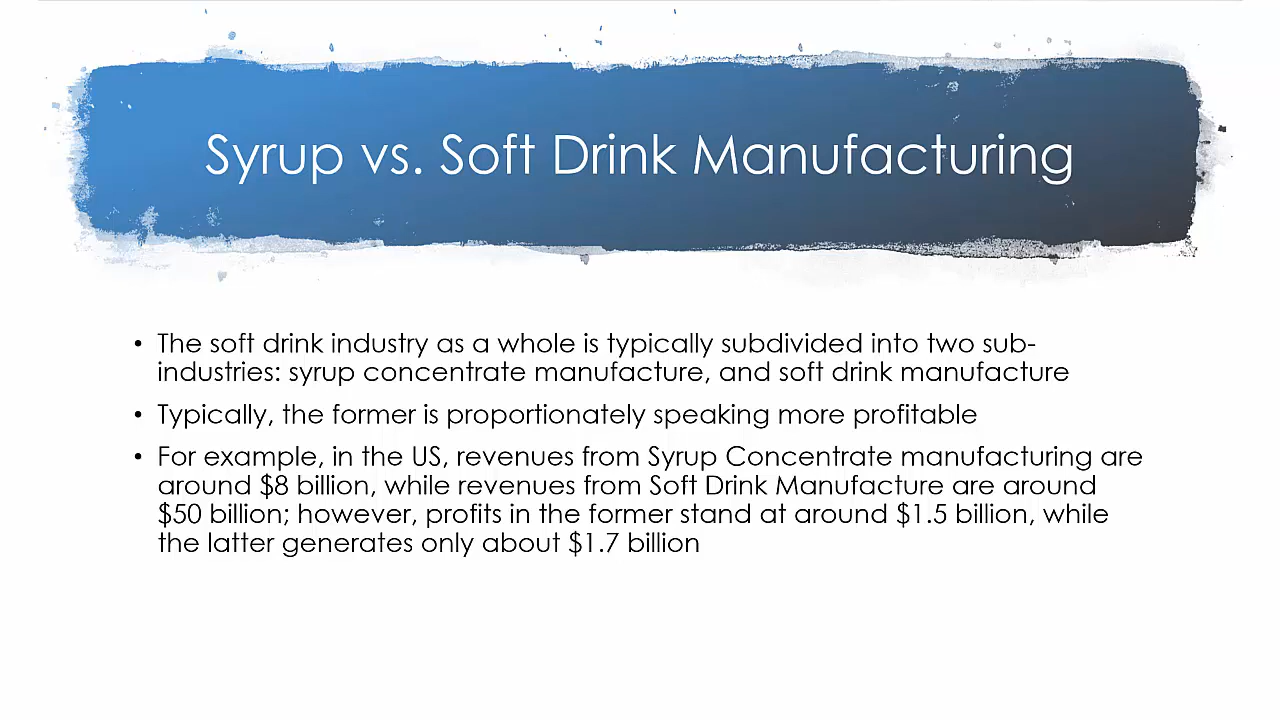 Syrup vs. Soft Drink Manufacturing
• The soft drink industry as a whole is typically subdivided into two sub-
industries: syrup concentrate manufacture, and soft drink manufacture
• Typically, the former is proportionately speaking more profitable
• For example, in the US, revenues from Syrup Concentrate manufacturing are
around $8 billion, while revenues from Soft Drink Manufacture are around
$50 billion; however, profits in the former stand at around $1.5 billion, while
the latter generates only about $1.7 billion